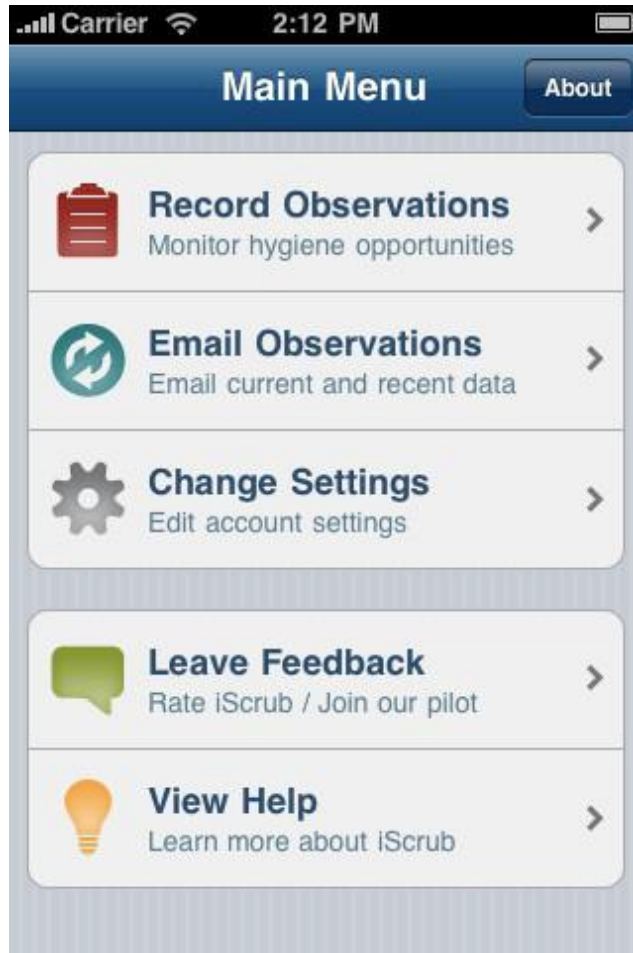 Carrier 2:12 PM
Main Menu
About
Record Observations
Monitor hygiene opportunities
Email Observations
Email current and recent data
Change Settings
Edit account settings
Leave Feedback
Rate iScrub / Join our pilot
View Help
Learn more about iScrub